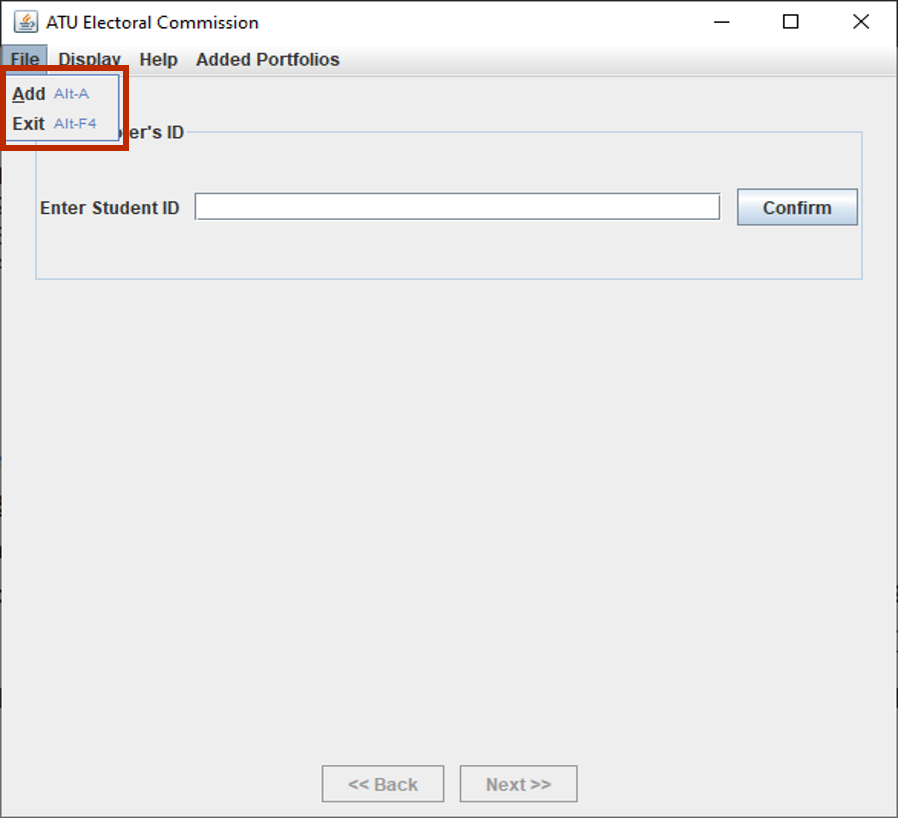 ATU Electoral Commission
File Display Help Added Portfolios
Add Alt-A
Exit Alt-F4
ID
Enter Student ID Confirm
<< Back Next >>